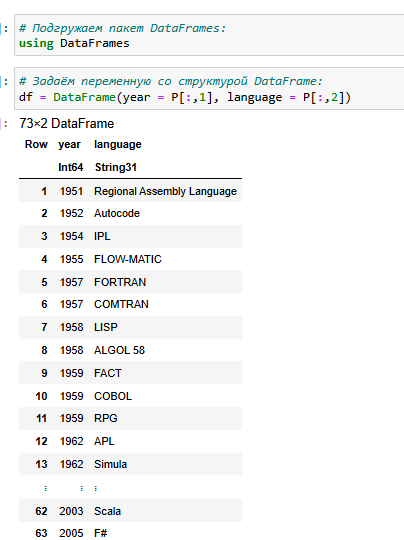 ]: # Подгружаем пакет DataFrames:
using DataFrames
]: # Задаём переменную со структурой DataFrame:
df = DataFrame(year = P[:,1], language = P[:,2])
]: 73×2 DataFrame
Row year language
Int64 String31
1 1951 Regional Assembly Language
2 1952 Autocode
3 1954 IPL
4 1955 FLOW-MATIC
5 1957 FORTRAN
6 1957 COMTRAN
7 1958 LISP
8 1958 ALGOL 58
9 1959 FACT
10 1959 COBOL
11 1959 RPG
12 1962 APL
13 1962 Simula
⋮ ⋮ ⋮
62 2003 Scala
63 2005 F#